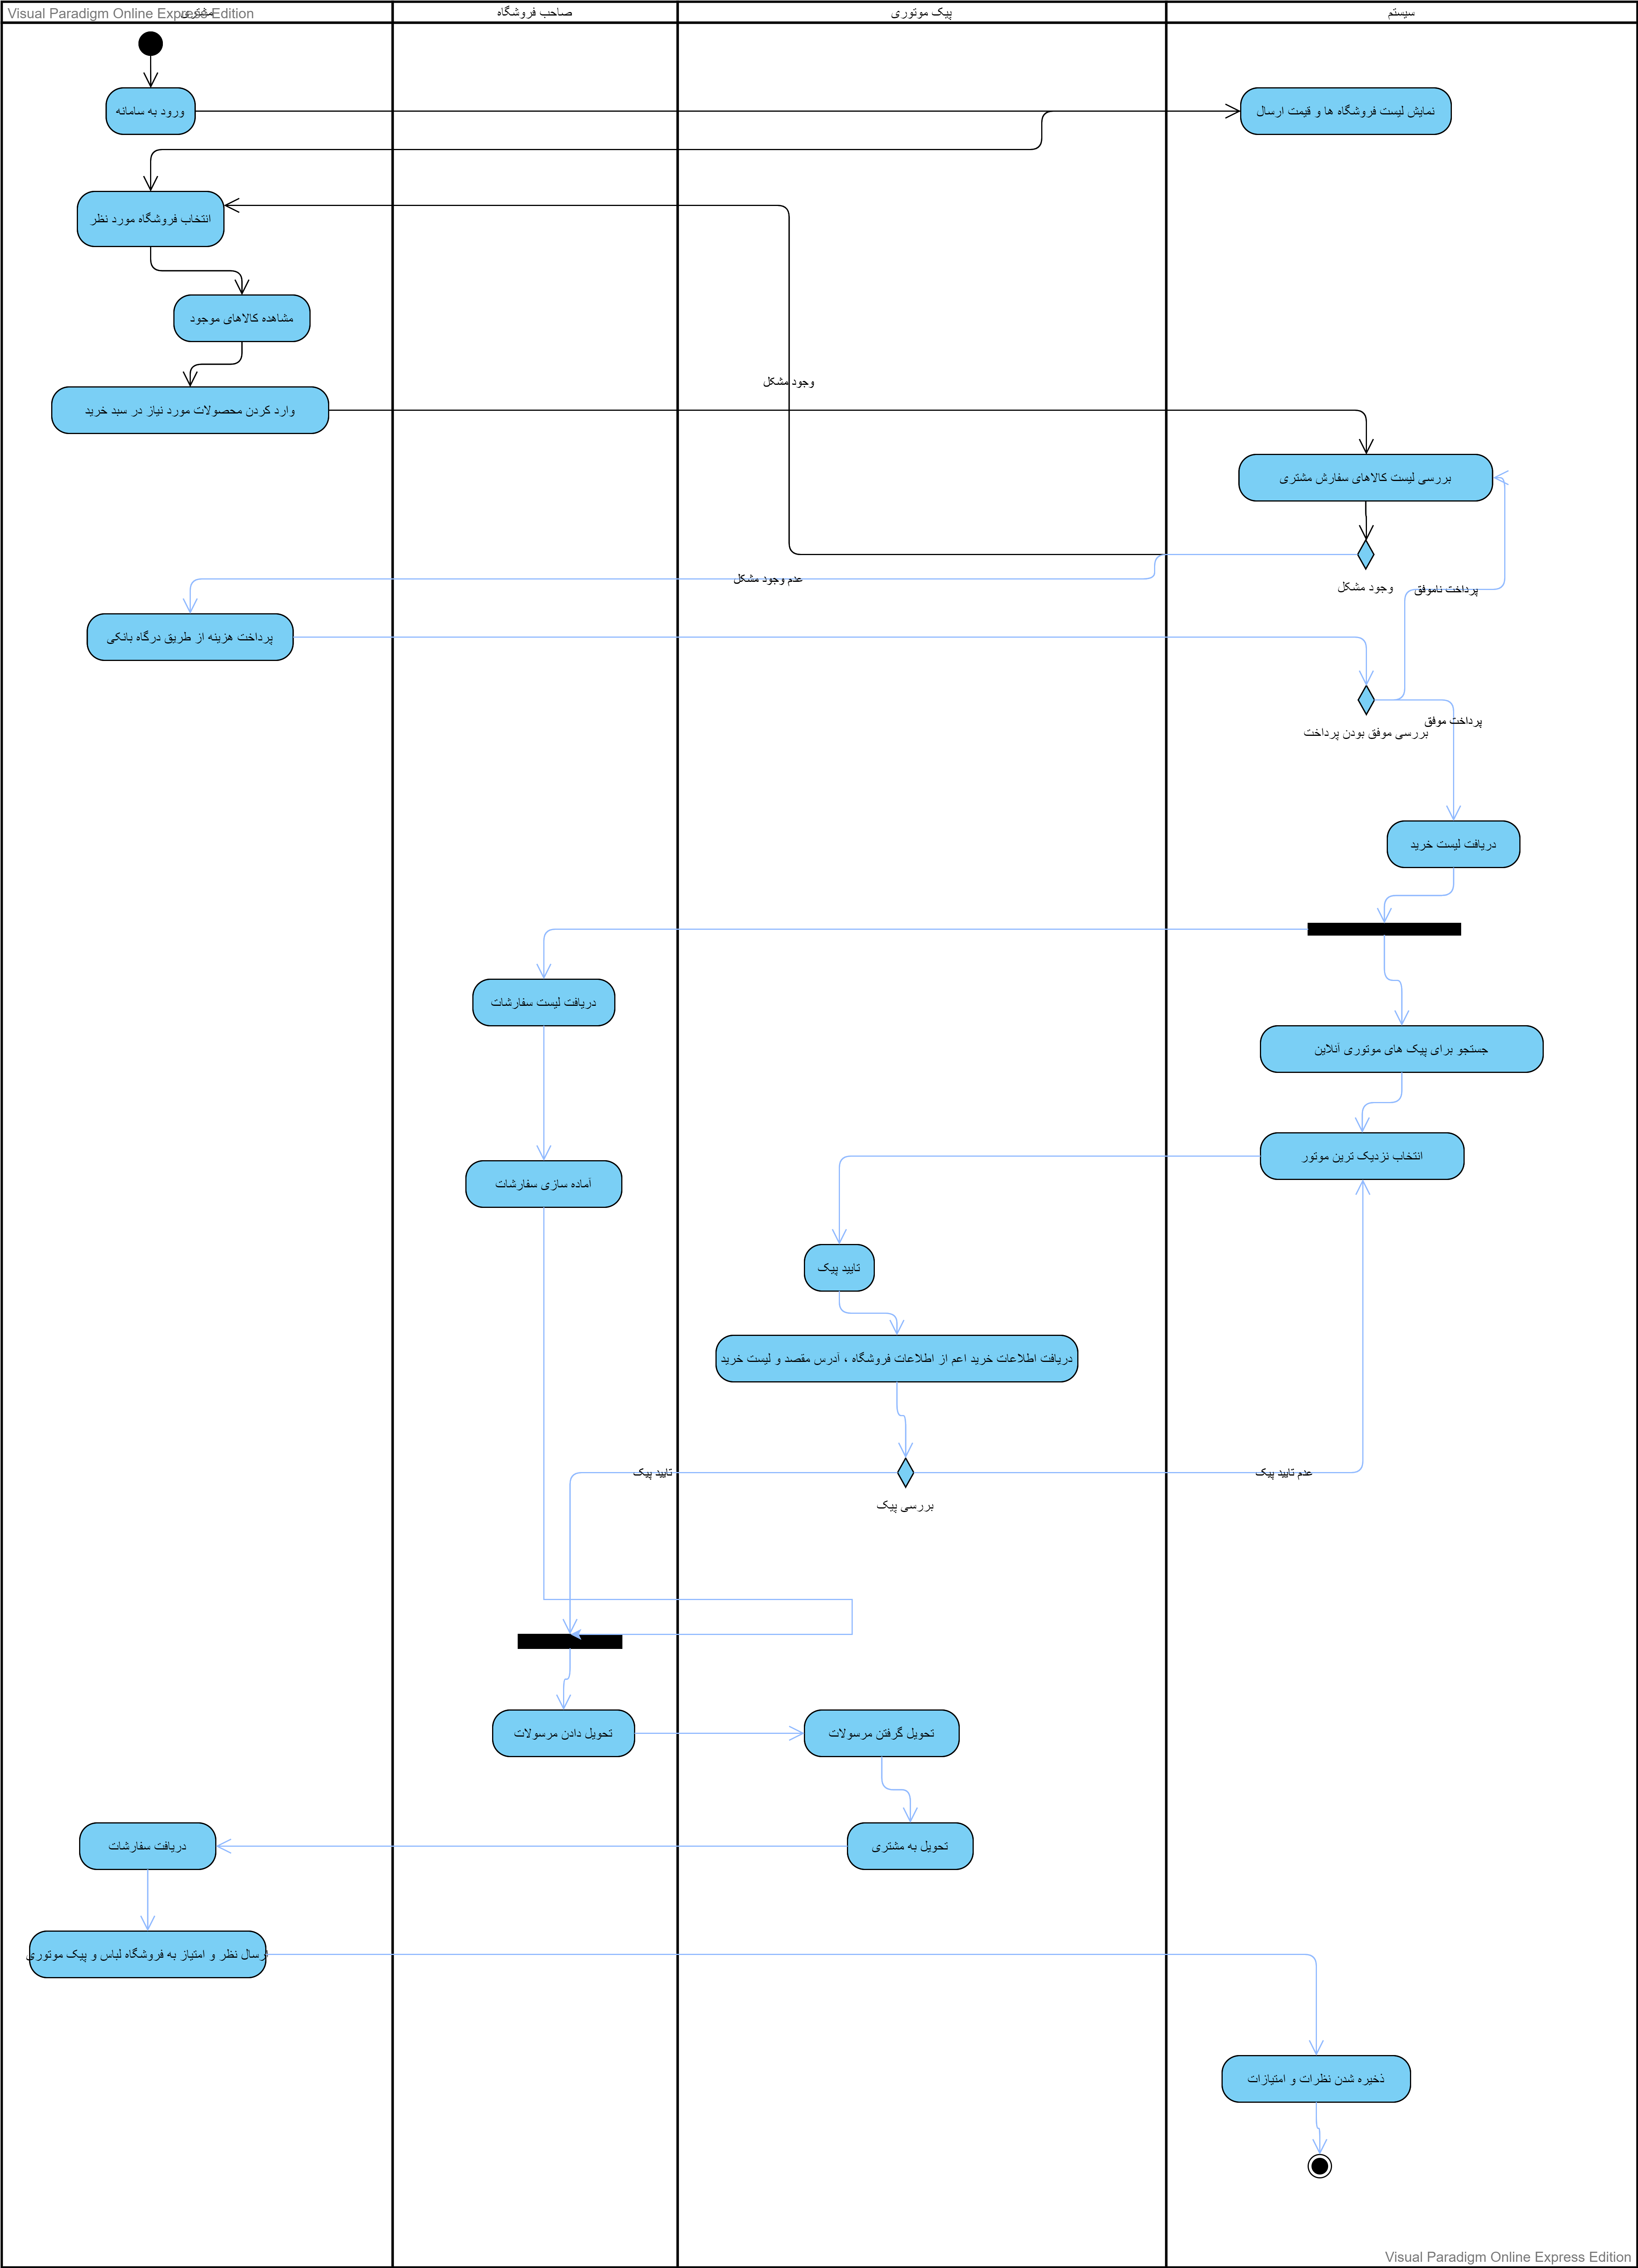 Visual Paradigm Online Express Edition
مشتری
صاحب فروشگاه
پیک موتوری
سیستم
ورود به سامانه
نمایش لیست فروشگاه ها و قیمت ارسال
انتخاب فروشگاه مورد نظر
مشاهده کالاهای موجود
وجود مشکل
وارد کردن محصولات مورد نیاز در سبد خرید
بررسی لیست کالاهای سفارش مشتری
عدم وجود مشکل
وجود مشکل
پرداخت ناموفق
پرداخت هزینه از طریق درگاه بانکی
پرداخت موفق
بررسی موفق بودن پرداخت
دریافت لیست خرید
دریافت لیست سفارشات
جستجو برای پیک های موتوری آنلاین
انتخاب نزدیک ترین موتور
آماده سازی سفارشات
تایید پیک
دریافت اطلاعات خرید اعم از اطلاعات فروشگاه ، آدرس مقصد و لیست خرید
تایید پیک
عدم تایید پیک
بررسی پیک
تحویل دادن مرسولات
تحویل گرفتن مرسولات
دریافت سفارشات
تحویل به مشتری
ارسال نظر و امتیاز به فروشگاه لباس و پیک موتوری
ذخیره شدن نظرات و امتیازات
Visual Paradigm Online Express Edition